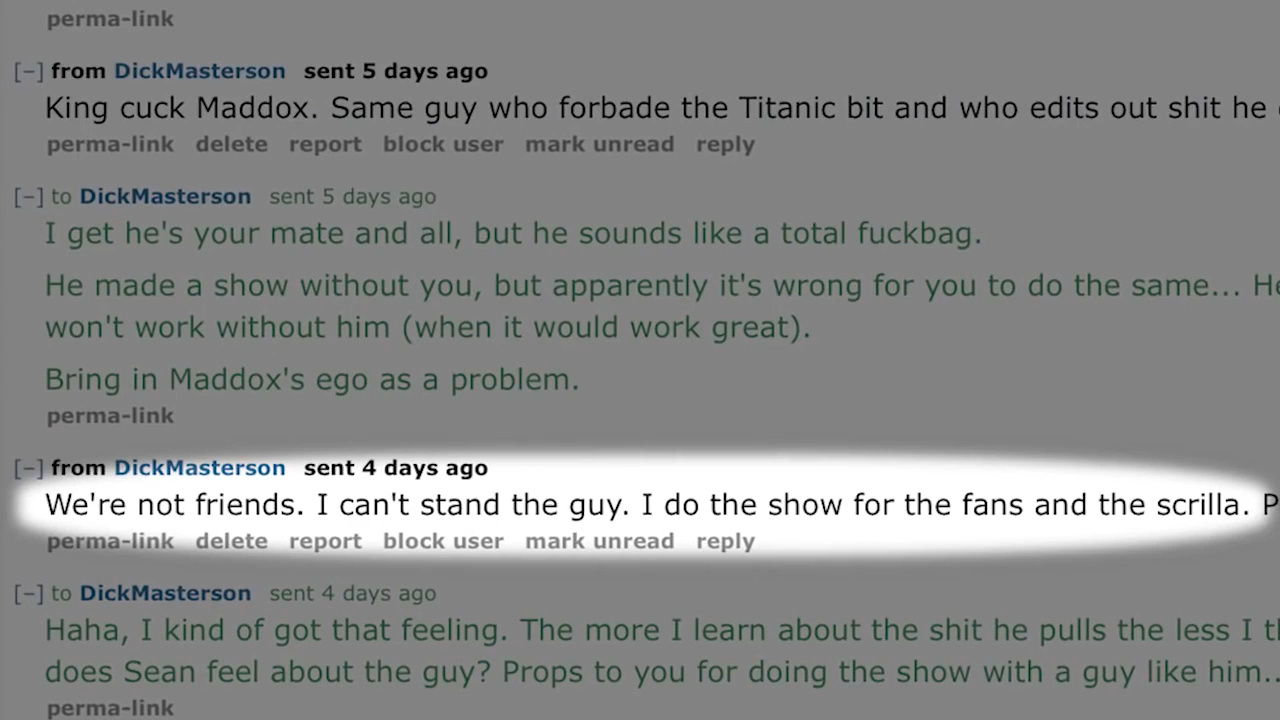 perma-link
[–] from DickMasterson sent 5 days ago
King cuck Maddox. Same guy who forbade the Titanic bit and who edits out shit he
perma-link delete report block user mark unread reply
[–] to DickMasterson sent 5 days ago
I get he's your mate and all, but he sounds like a total fuckbag.
He made a show without you, but apparently it's wrong for you to do the same... He
won't work without him (when it would work great).
Bring in Maddox's ego as a problem.
perma-link
[–] from DickMasterson sent 4 days ago
We're not friends. I can't stand the guy. I do the show for the fans and the scrilla. P
perma-link delete report block user mark unread reply
[–] to DickMasterson sent 4 days ago
Haha, I kind of got that feeling. The more I learn about the shit he pulls the less I
does Sean feel about the guy? Props to you for doing the show with a guy like him..
perma-link